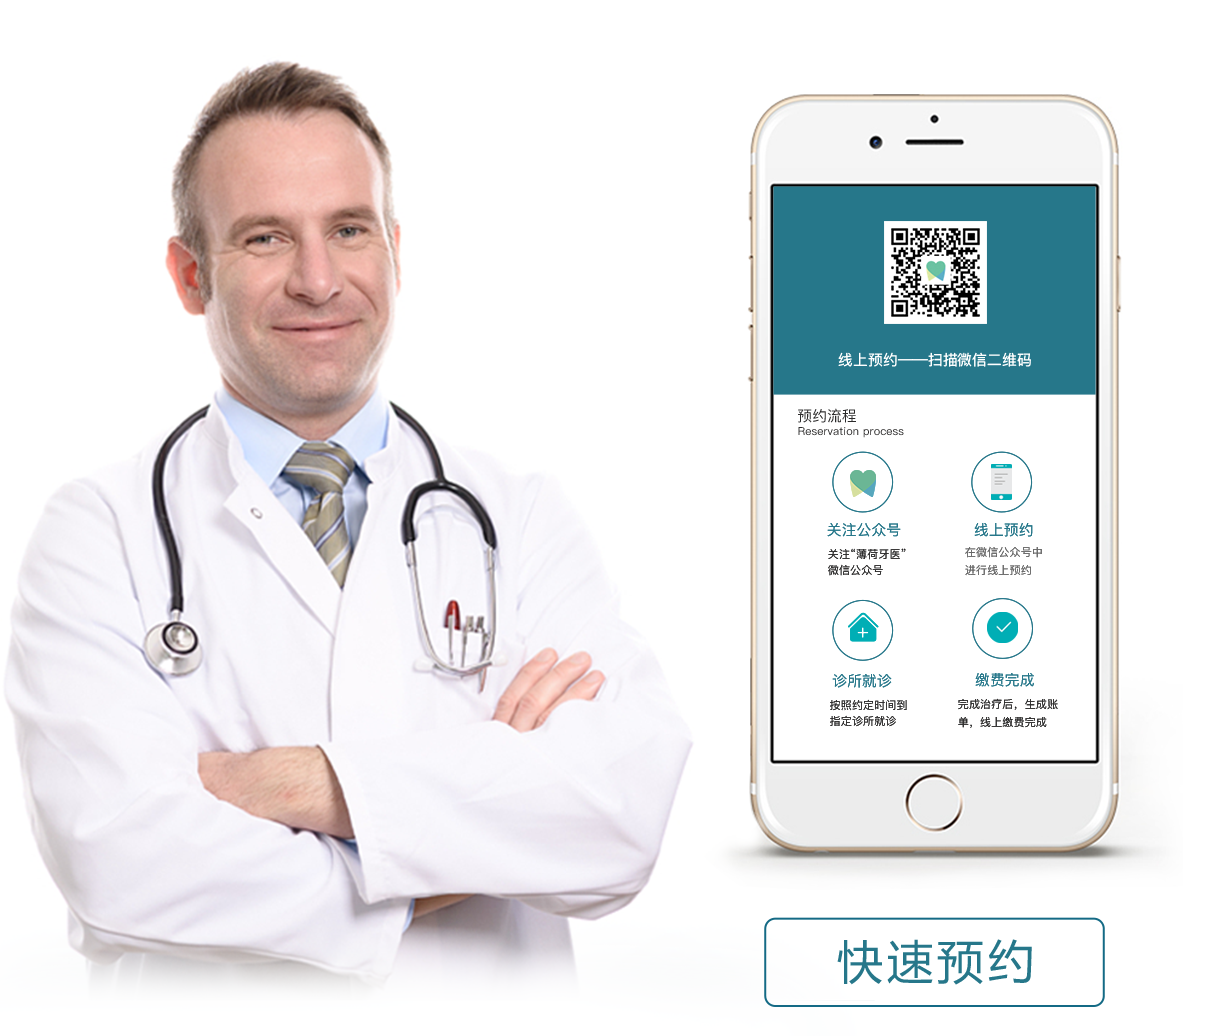 线上预约——扫描微信二维码
预约流程
Reservation process
关注公众号
关注“薄荷牙医”
微信公众号
线上预约
在微信公众号中
进行线上预约
诊所就诊
按照约定时间到
指定诊所就诊
缴费完成
完成治疗后，生成账
单，线上缴费完成
快速预约